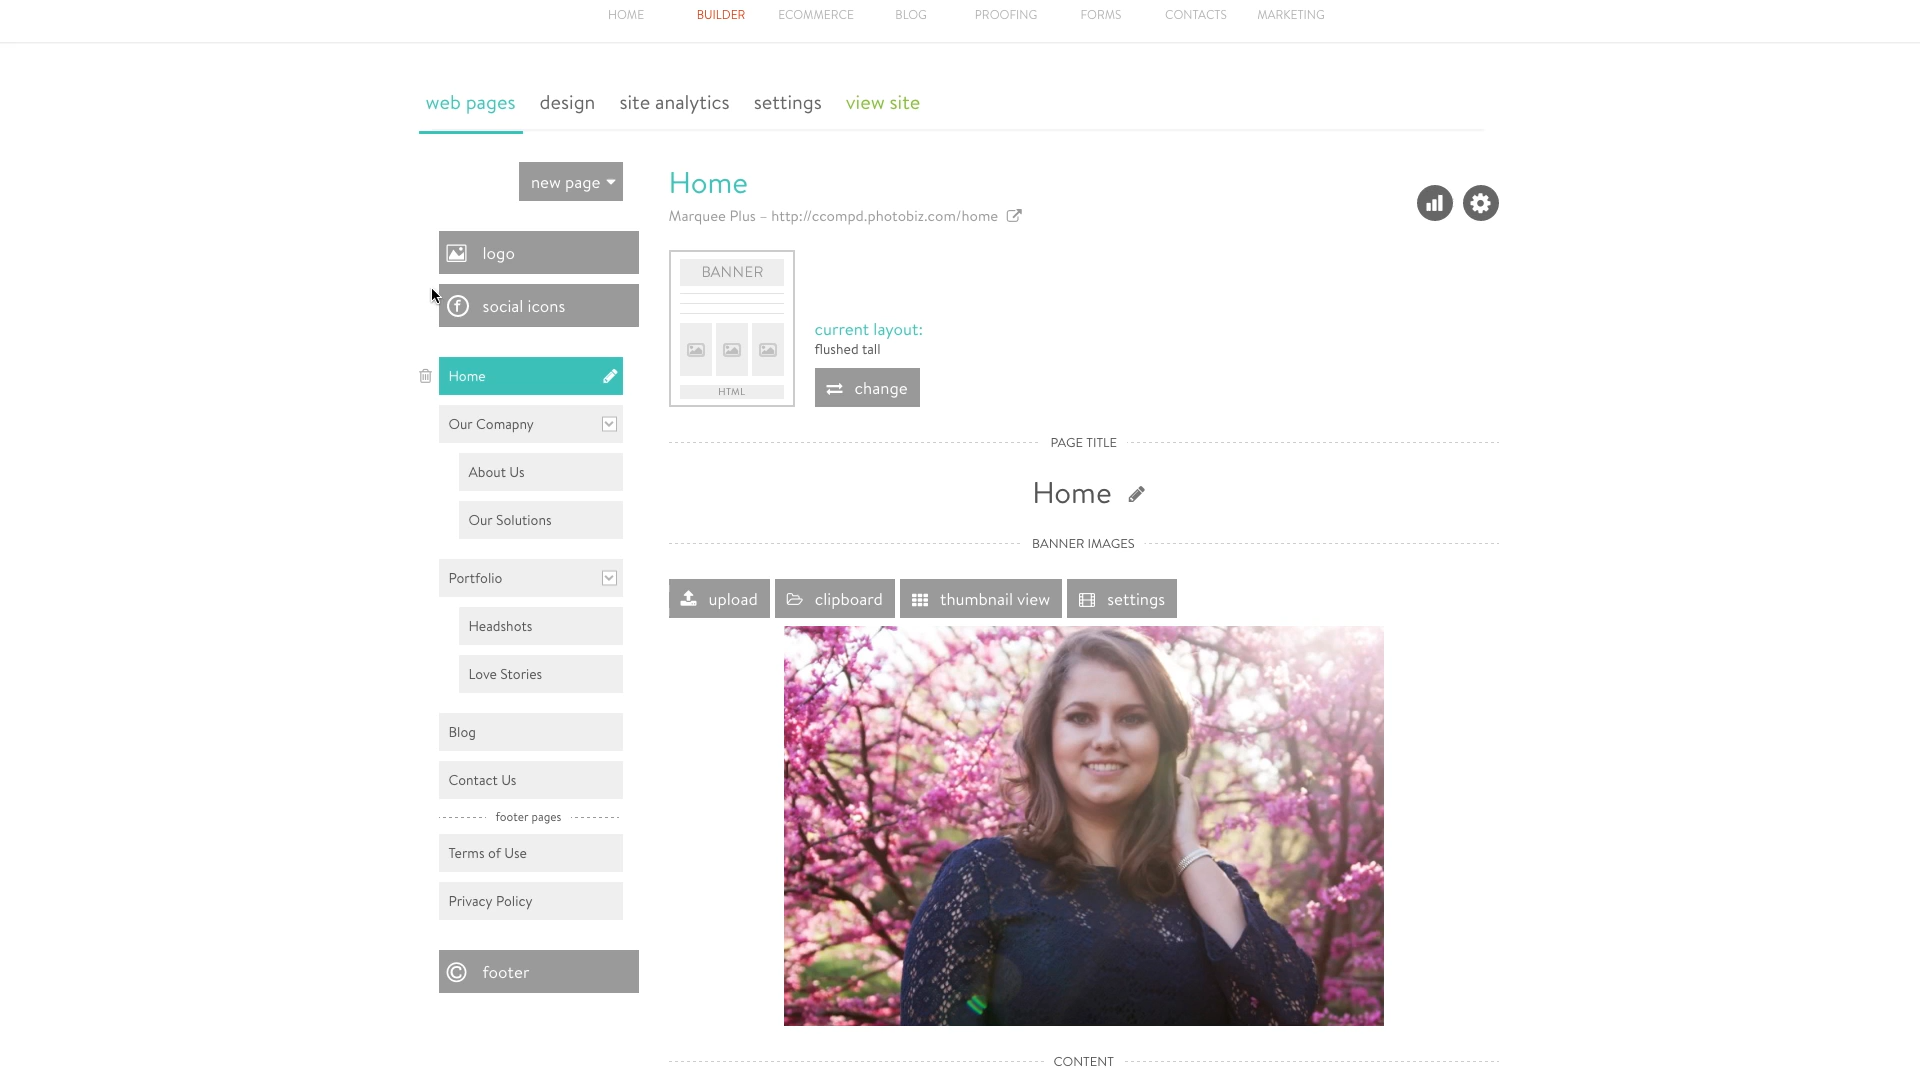 HOME BUILDER ECOMMERCE BLOG PROOFING FORMS CONTACTS MARKETING
web pages design site analytics settings view site
new page
logo
social icons
Home
Our Comapny
About Us
Our Solutions
Portfolio
Headshots
Love Stories
Blog
Contact Us
footer pages
Terms of Use
Privacy Policy
footer
Home
Marquee Plus – http://ccompd.photobiz.com/home
BANNER
HTML
current layout:
flushed tall
change
PAGE TITLE
Home
BANNER IMAGES
upload clipboard thumbnail view settings
CONTENT